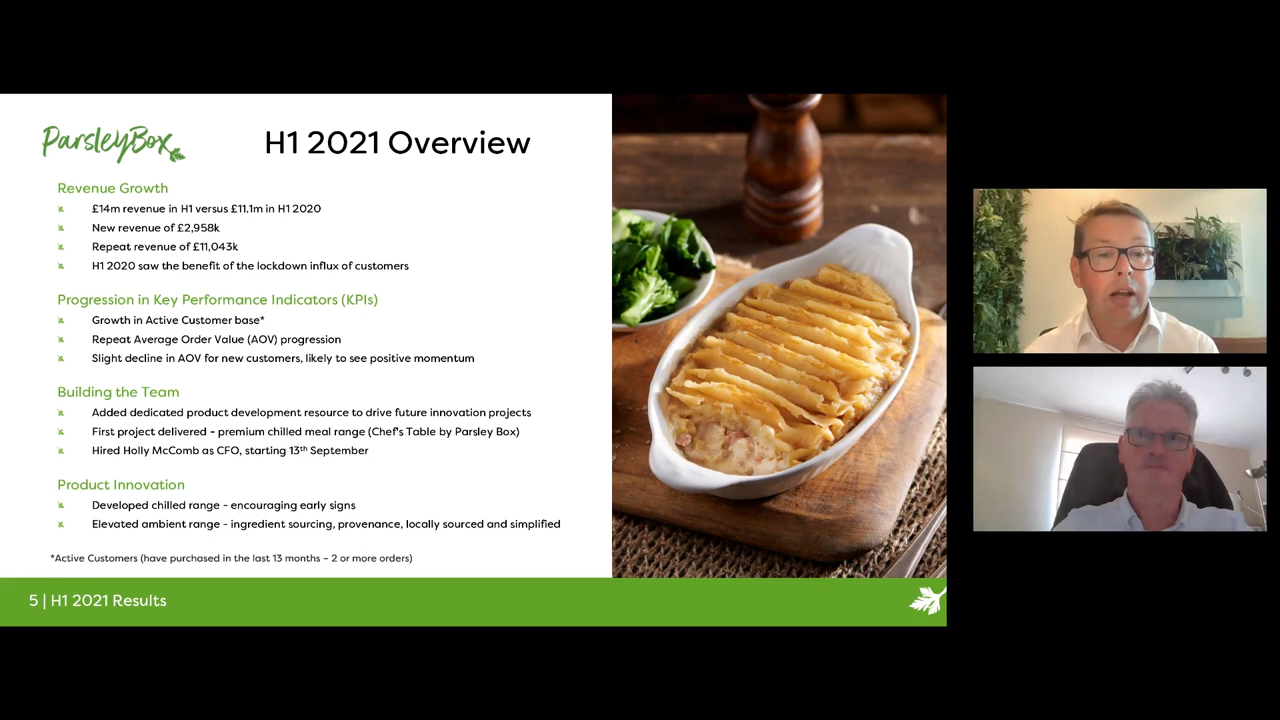 ParsleyBox
H1 2021 Overview
Revenue Growth
£14m revenue in H1 versus £11.1m in H1 2020
New revenue of £2,958k
Repeat revenue of £11,043k
H1 2020 saw the benefit of the lockdown influx of customers
Progression in Key Performance Indicators (KPIs)
Growth in Active Customer base*
Repeat Average Order Value (AOV) progression
Slight decline in AOV for new customers, likely to see positive momentum
Building the Team
Added dedicated product development resource to drive future innovation projects
First project delivered - premium chilled meal range (Chef's Table by Parsley Box)
Hired Holly McComb as CFO, starting 13th September
Product Innovation
Developed chilled range - encouraging early signs
Elevated ambient range - ingredient sourcing, provenance, locally sourced and simplified
*Active Customers (have purchased in the last 13 months – 2 or more orders)
5 | H1 2021 Results